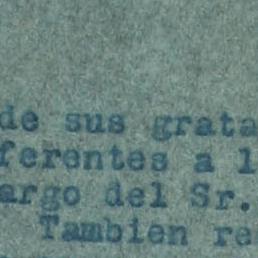 de sus grata
ferentes a l
argo del Sr.
Tambien re